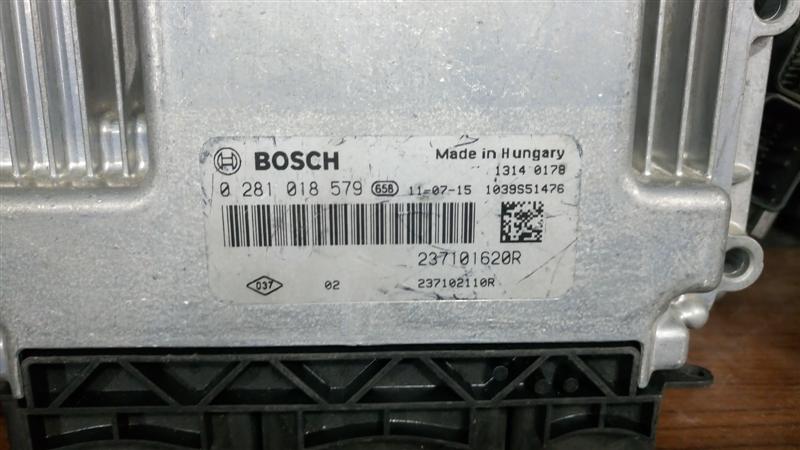 BOSCH
Made in Hungary
1314 0178
0 281 018 579 658 11-07-15 1039S51476
237101620R
037 02 237102110R